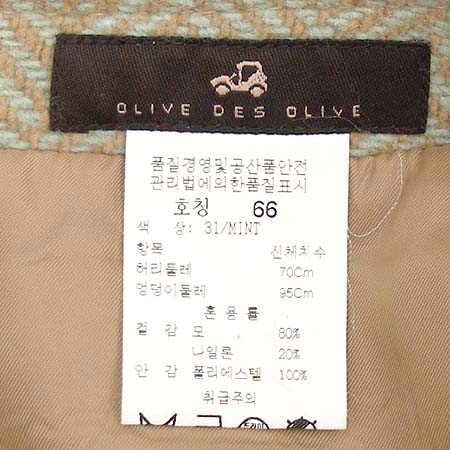 OLIVE DES OLIVE
품질경영및공산품안전
관리법에의한품질표시
호칭 66
색 상: 31/MINT
항목 신체치수
허리둘레 70Cm
엉덩이둘레 95Cm
혼 용 률
겉 감 모 80%
나일론 20%
안 감 폴리에스텔 100%
취급주의